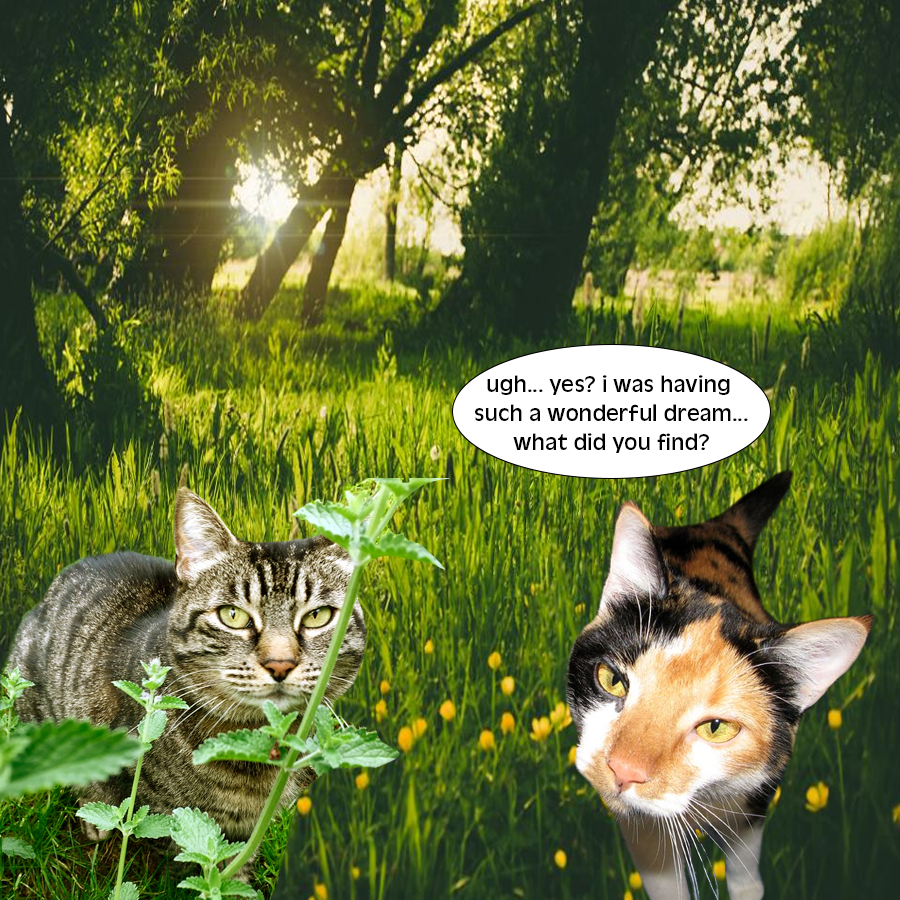 ugh... yes? i was having
such a wonderful dream...
what did you find?